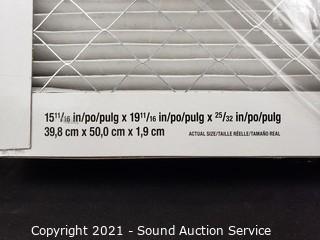 15 11/16 in/po/pulg x 19 11/16 in/po/pulg x 25/32 in/po/pulg
39,8 cm x 50,0 cm x 1,9 cm ACTUAL SIZE/TAILLE RÉELLE/TAMAÑO REAL
Copyright 2021 - Sound Auction Service